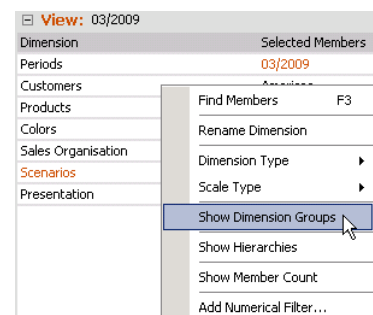 View: 03/2009
Dimension Selected Members
Periods 03/2009
Customers
Products
Colors
Sales Organisation
Scenarios
Presentation
Find Members F3
Rename Dimension
Dimension Type
Scale Type
Show Dimension Groups
Show Hierarchies
Show Member Count
Add Numerical Filter...